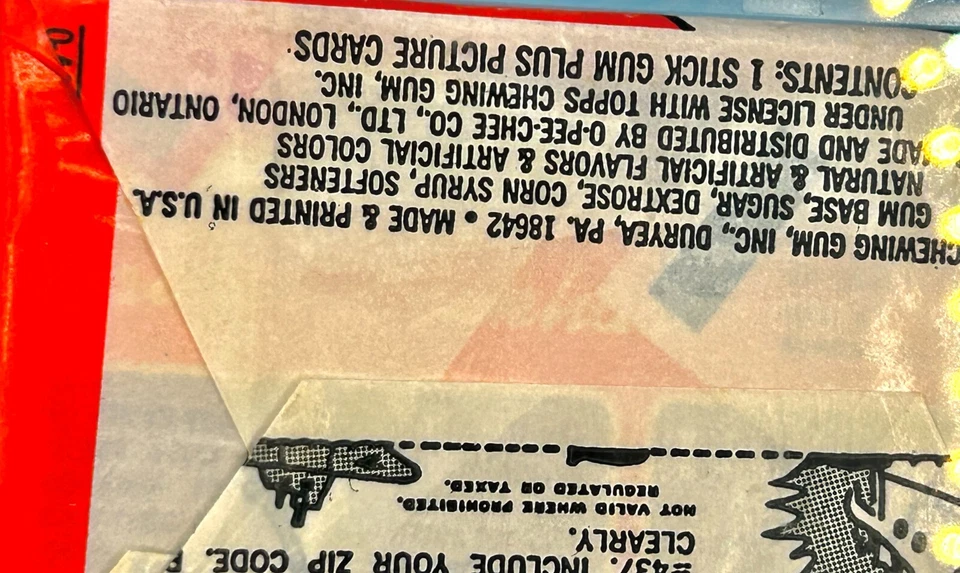 #437. INCLUDE YOUR ZIP CODE.
CLEARLY.
NOT VALID WHERE PROHIBITED.
REGULATED OR TAXED.
CHEWING GUM, INC., DURYEA, PA. 18642 • MADE & PRINTED IN U.S.A.
GUM BASE, SUGAR, DEXTROSE, CORN SYRUP, SOFTENERS
NATURAL & ARTIFICIAL FLAVORS & ARTIFICIAL COLORS
MADE AND DISTRIBUTED BY O-PEE-CHEE CO., LTD., LONDON, ONTARIO
UNDER LICENSE WITH TOPPS CHEWING GUM, INC.
CONTENTS: 1 STICK GUM PLUS PICTURE CARDS